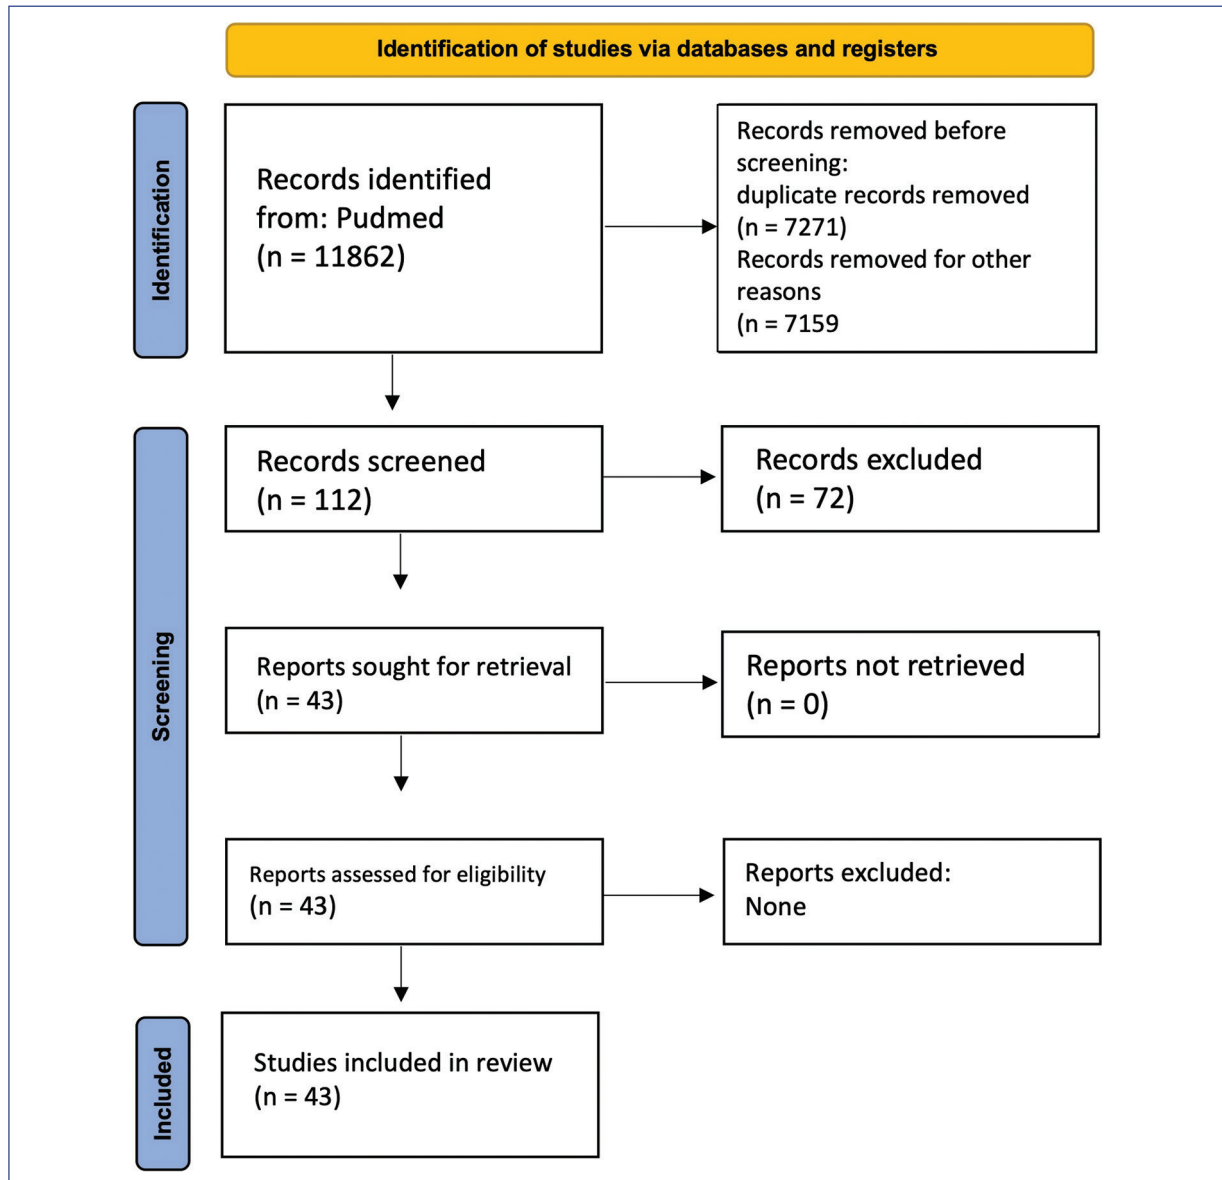 Identification of studies via databases and registers
Identification
Records identified
from: Pudmed
(n = 11862)
Records removed before
screening:
duplicate records removed
(n = 7271)
Records removed for other
reasons
(n = 7159
Screening
Records screened
(n = 112)
Records excluded
(n = 72)
Reports sought for retrieval
(n = 43)
Reports not retrieved
(n = 0)
Reports assessed for eligibility
(n = 43)
Reports excluded:
None
Included
Studies included in review
(n = 43)